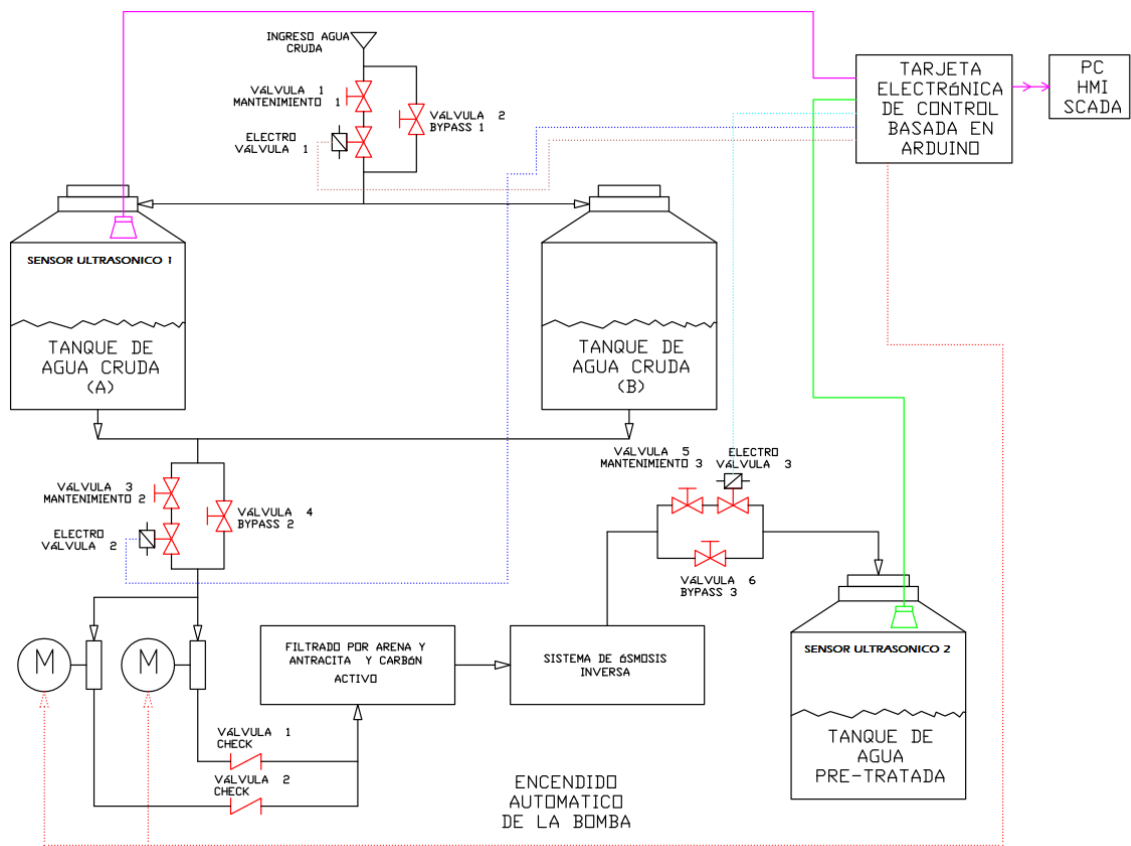 INGRESO AGUA
CRUDA
VáLVULA 1
MANTENIMIENTO 1
VáLVULA 2
BYPASS 1
ELECTRO
VáLVULA 1
TARJETA
ELECTRóNICA
DE CONTROL
BASADA EN
ARDUINO
PC
HMI
SCADA
SENSOR ULTRASONICO 1
TANQUE DE
AGUA CRUDA
(A)
TANQUE DE
AGUA CRUDA
(B)
VáLVULA 3
MANTENIMIENTO 2
VáLVULA 4
BYPASS 2
ELECTRO
VáLVULA 2
VáLVULA 5
MANTENIMIENTO 3
ELECTRO
VáLVULA 3
VáLVULA 6
BYPASS 3
M
M
FILTRADO POR ARENA Y
ANTRACITA Y CARBóN
ACTIVO
SISTEMA DE óSMOSIS
INVERSA
SENSOR ULTRASONICO 2
TANQUE DE
AGUA
PRE-TRATADA
VáLVULA 1
CHECK
VáLVULA 2
CHECK
ENCENDIDO
AUTOMATICO
DE LA BOMBA